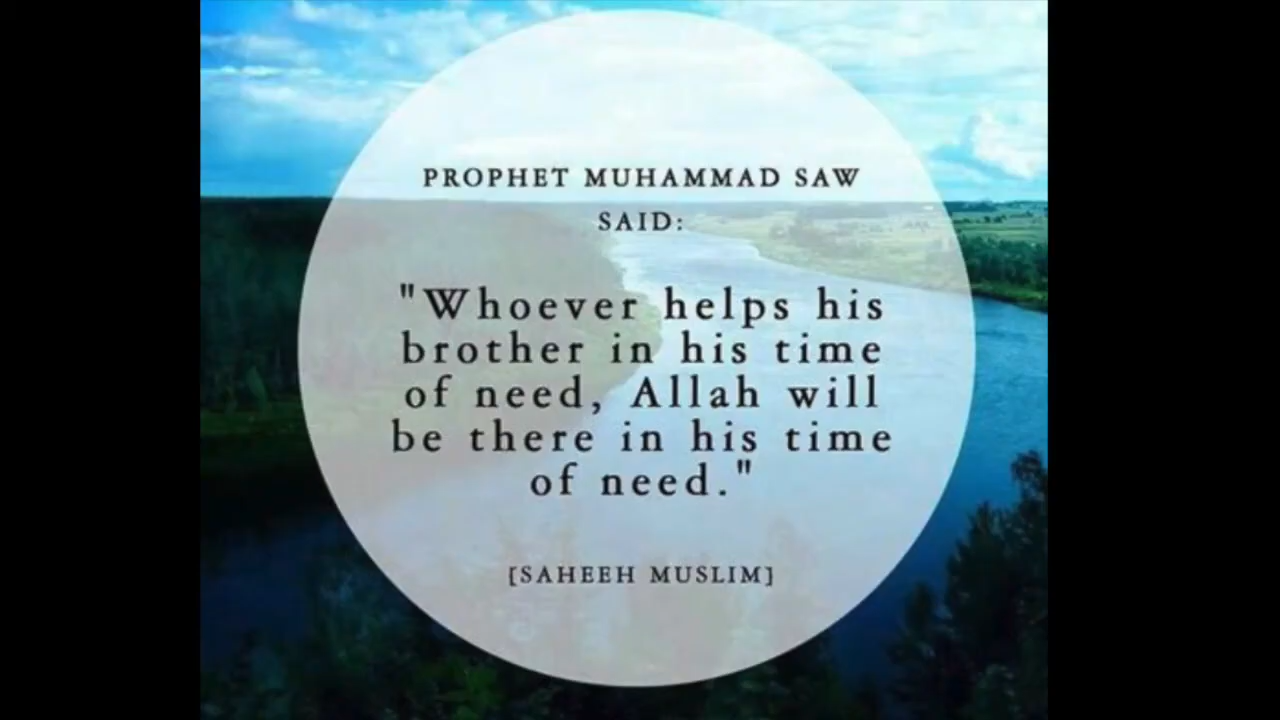 PROPHET MUHAMMAD SAW
SAID:
"Whoever helps his
brother in his time
of need, Allah will
be there in his time
of need."
[SAHEEH MUSLIM]